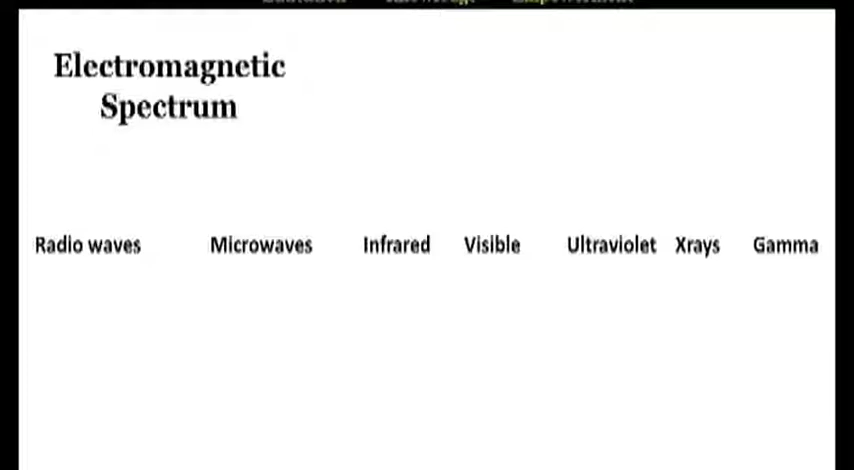 Electromagnetic
Spectrum
Radio waves Microwaves Infrared Visible Ultraviolet Xrays Gamma